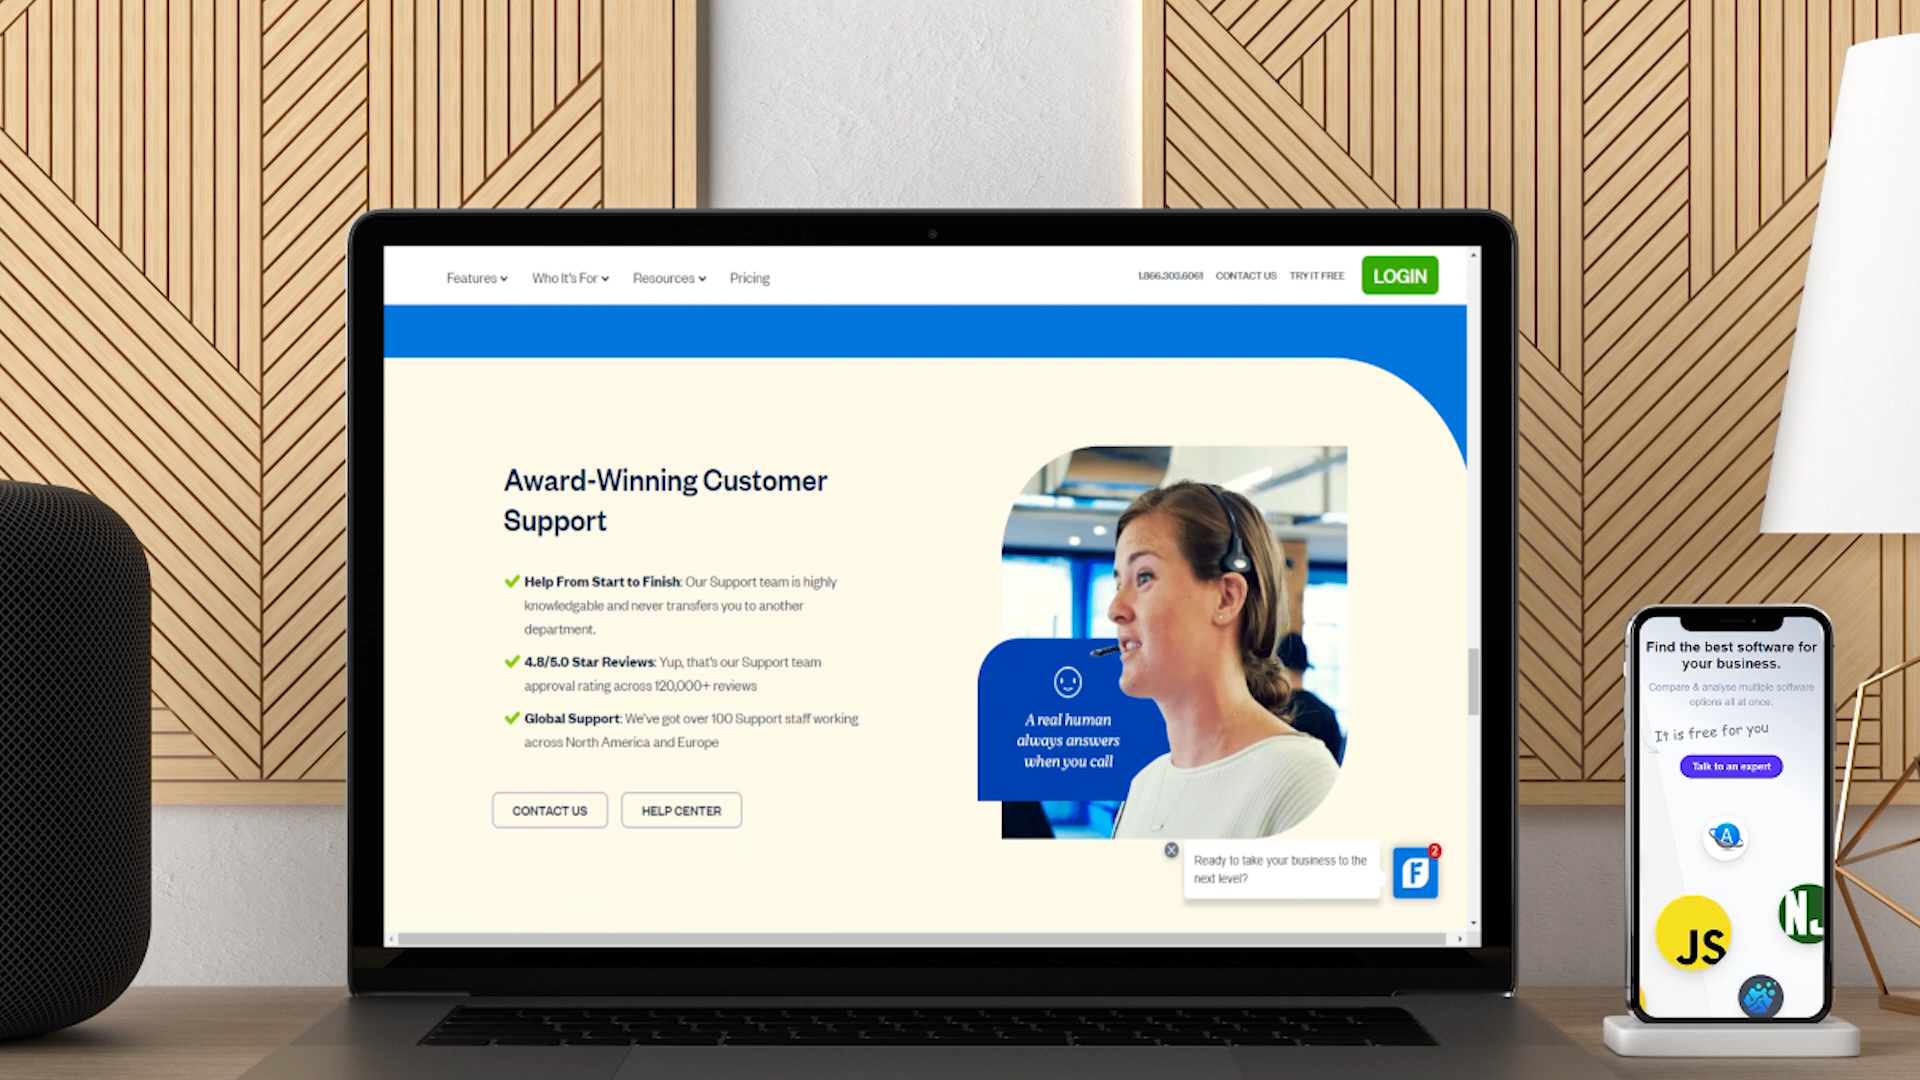 Features
Who It's For
Resources
Pricing
1.866.303.6061
CONTACT US
TRY IT FREE
LOGIN
Award-Winning Customer
Support
Help From Start to Finish: Our Support team is highly
knowledgable and never transfers you to another
department.
4.8/5.0 Star Reviews: Yup, that's our Support team
approval rating across 120,000+ reviews
Global Support: We've got over 100 Support staff working
across North America and Europe
CONTACT US
HELP CENTER
A real human
always answers
when you call
Ready to take your business to the
next level?
F
2
Find the best software for
your business.
Compare & analyse multiple software
options all at once.
It is free for you
Talk to an expert
A
JS